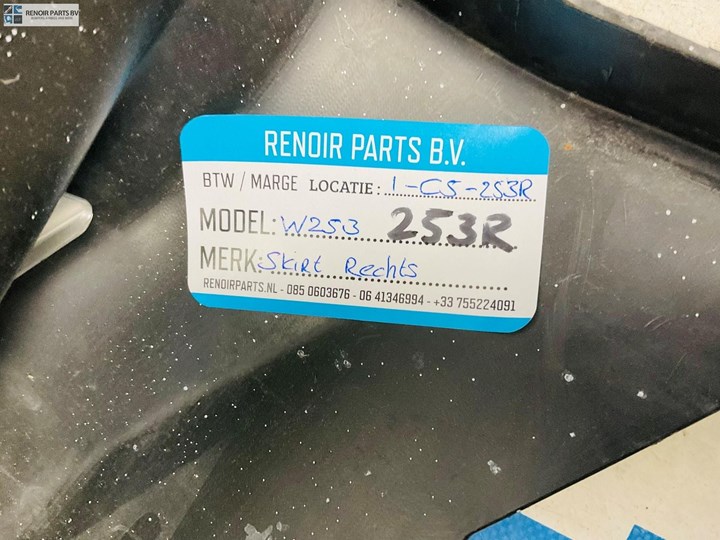 RENOIR PARTS BV
RENOIR PARTS B.V.
BTW / MARGE LOCATIE: 1-C5-253R
MODEL: W253 253R
MERK: Skirt Rechts
RENOIRPARTS.NL - 085 0603676 - 06 41346994 - +33 755224091